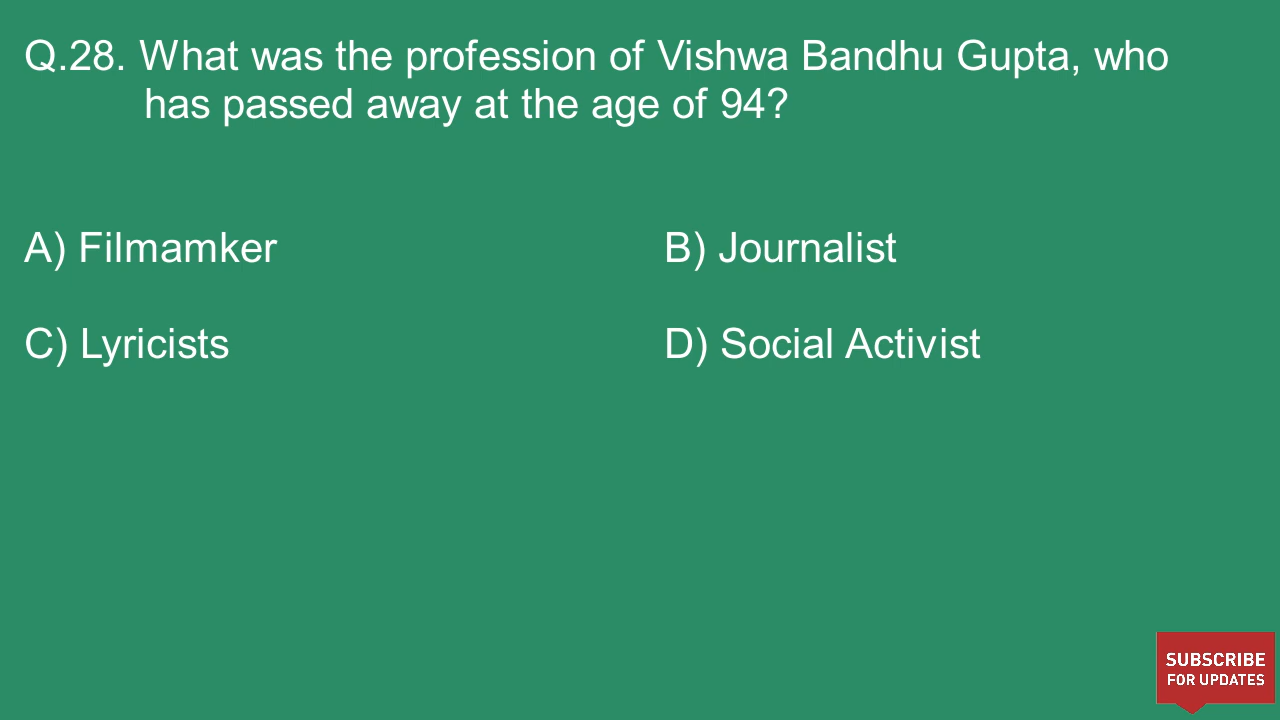 Q.28. What was the profession of Vishwa Bandhu Gupta, who
has passed away at the age of 94?
A) Filmamker
B) Journalist
C) Lyricists
D) Social Activist
SUBSCRIBE
FOR UPDATES